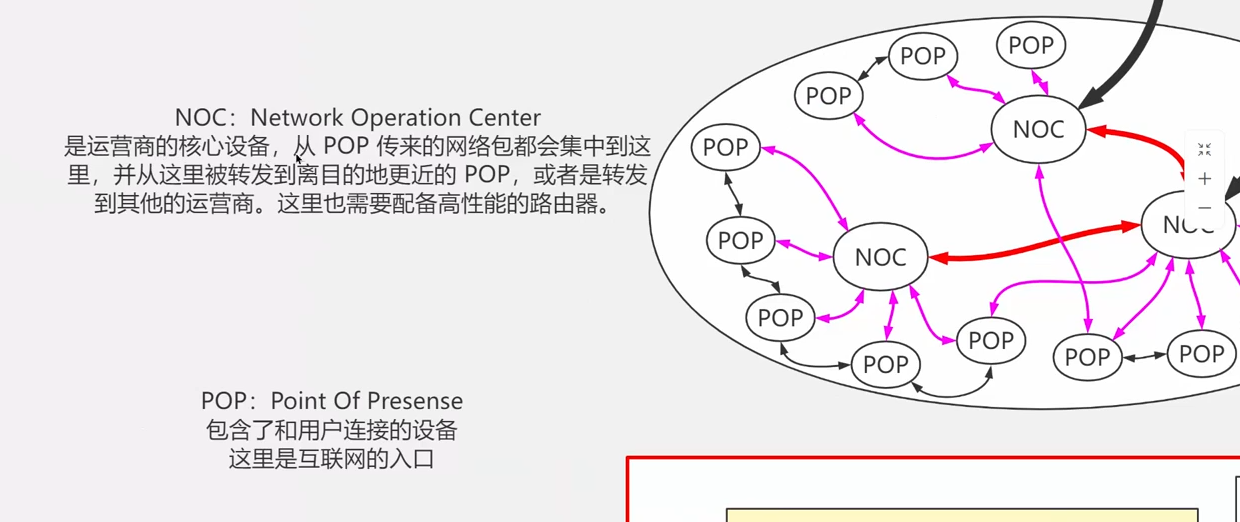 NOC：Network Operation Center
是运营商的核心设备，从 POP 传来的网络包都会集中到这
里，并从这里被转发到离目的地更近的 POP，或者是转发
到其他的运营商。这里也需要配备高性能的路由器。
POP：Point Of Presense
包含了和用户连接的设备
这里是互联网的入口
POP
POP
POP
NOC
POP
POP
NOC
NOC
POP
POP
POP
POP
POP